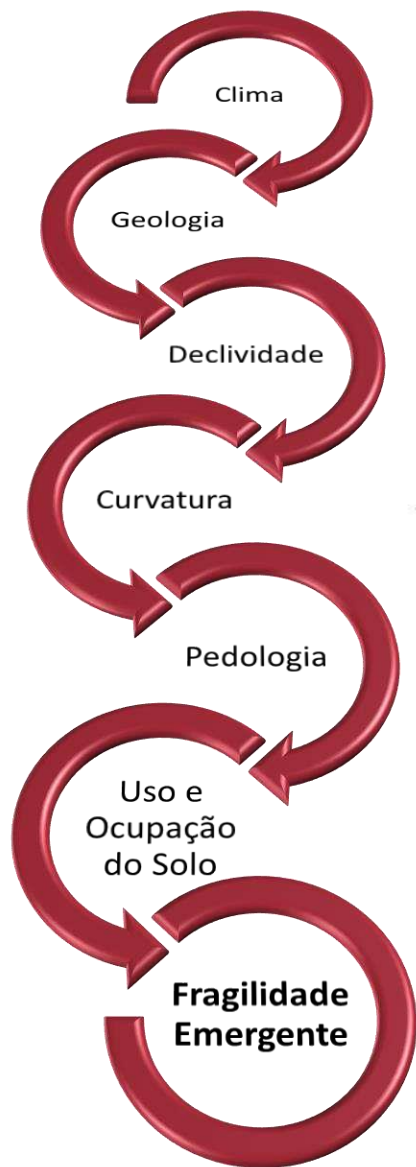 Clima
Geologia
Declividade
Curvatura
Pedologia
Uso e
Ocupação
do Solo
Fragilidade
Emergente